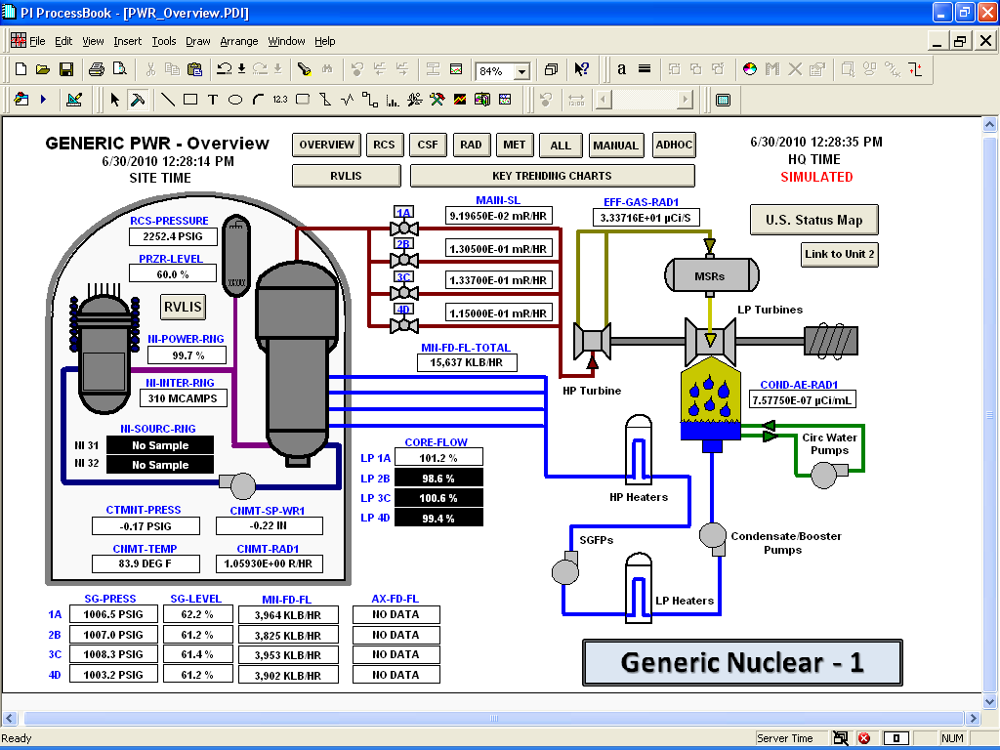 PI ProcessBook - [PWR_Overview.PDI]
File Edit View Insert Tools Draw Arrange Window Help
84%
a
T
12.3
12:00
GENERIC PWR - Overview
6/30/2010 12:28:14 PM
SITE TIME
OVERVIEW RCS CSF RAD MET ALL MANUAL ADHOC
RVLIS KEY TRENDING CHARTS
6/30/2010 12:28:35 PM
HQ TIME
SIMULATED
U.S. Status Map
Link to Unit 2
RCS-PRESSURE
2252.4 PSIG
PRZR-LEVEL
60.0 %
RVLIS
NI-POWER-RNG
99.7 %
NI-INTER-RNG
310 MCAMPS
NI-SOURC-RNG
NI 31 No Sample
NI 32 No Sample
CTMNT-PRESS
-0.17 PSIG
CNMT-SP-WR1
-0.22 IN
CNMT-TEMP
83.9 DEG F
CNMT-RAD1
1.05930E+00 R/HR
MAIN-SL
1A 9.19650E-02 mR/HR
2B 1.30500E-01 mR/HR
3C 1.33700E-01 mR/HR
4D 1.15000E-01 mR/HR
MN-FD-FL-TOTAL
15,637 KLB/HR
CORE-FLOW
LP 1A 101.2 %
LP 2B 98.6 %
LP 3C 100.6 %
LP 4D 99.4 %
EFF-GAS-RAD1
3.33716E+01 µCi/S
MSRs
LP Turbines
HP Turbine
COND-AE-RAD1
7.57750E-07 µCi/mL
Circ Water
Pumps
HP Heaters
SGFPs
Condensate/Booster
Pumps
LP Heaters
SG-PRESS SG-LEVEL MN-FD-FL AX-FD-FL
1A 1006.5 PSIG 62.2 % 3,964 KLB/HR NO DATA
2B 1007.0 PSIG 61.2 % 3,825 KLB/HR NO DATA
3C 1008.3 PSIG 61.4 % 3,953 KLB/HR NO DATA
4D 1003.2 PSIG 61.2 % 3,902 KLB/HR NO DATA
Generic Nuclear - 1
Ready
Server Time
NUM